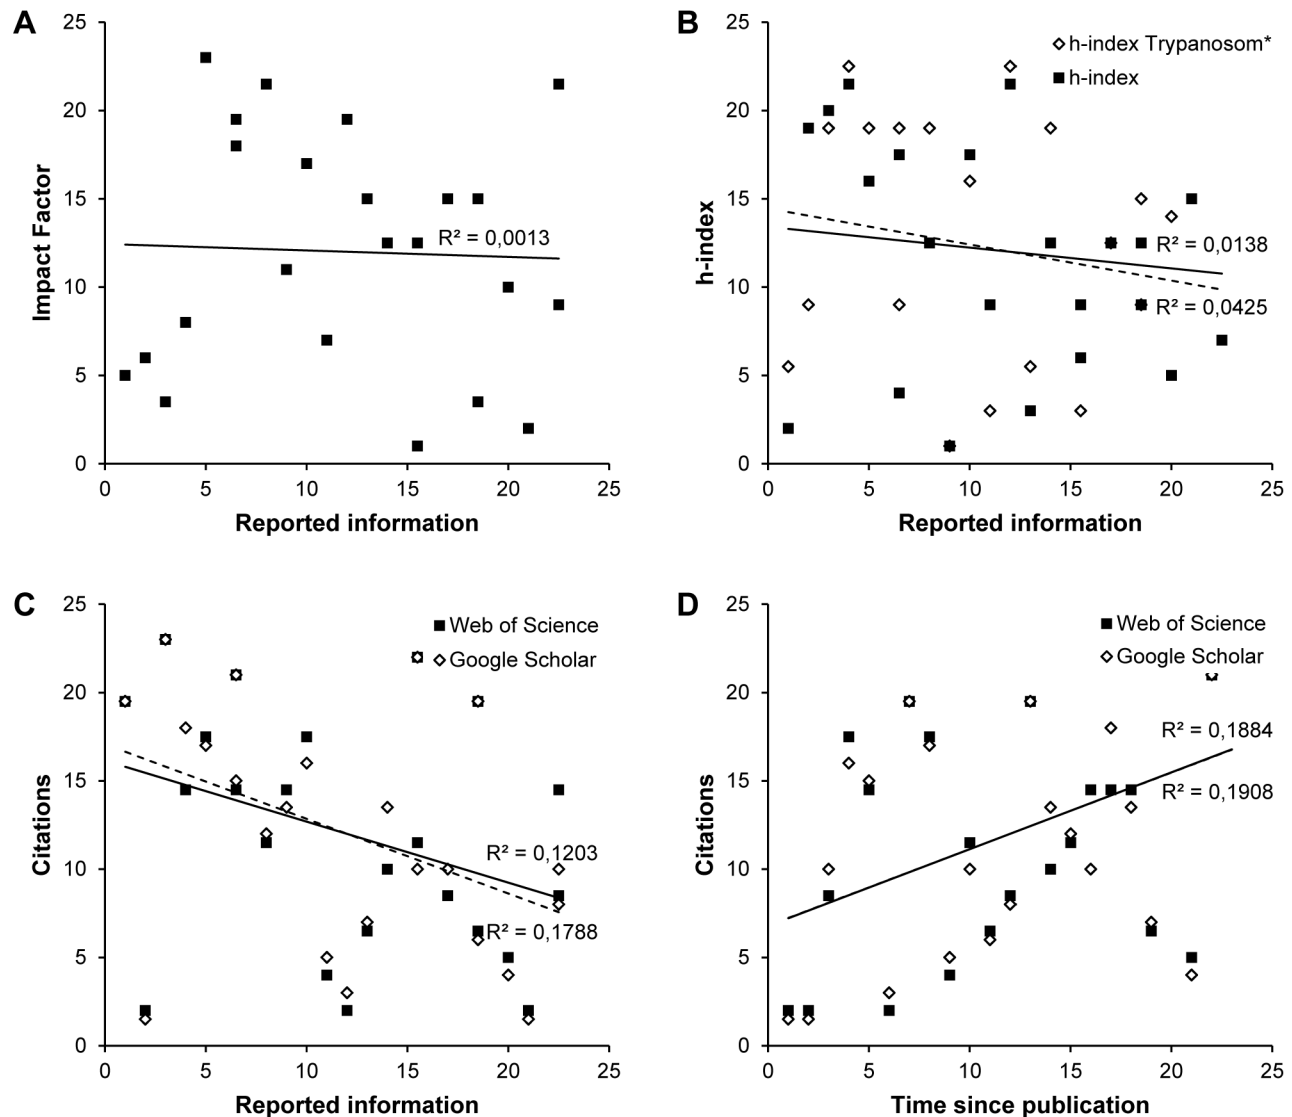 A
25
20
15
10
5
0
Impact Factor
R² = 0,0013
0 5 10 15 20 25
Reported information
B
25
20
15
10
5
0
h-index
h-index Trypanosom*
h-index
R² = 0,0138
R² = 0,0425
0 5 10 15 20 25
Reported information
C
25
20
15
10
5
0
Citations
Web of Science
Google Scholar
R² = 0,1203
R² = 0,1788
0 5 10 15 20 25
Reported information
D
25
20
15
10
5
0
Citations
Web of Science
Google Scholar
R² = 0,1884
R² = 0,1908
0 5 10 15 20 25
Time since publication